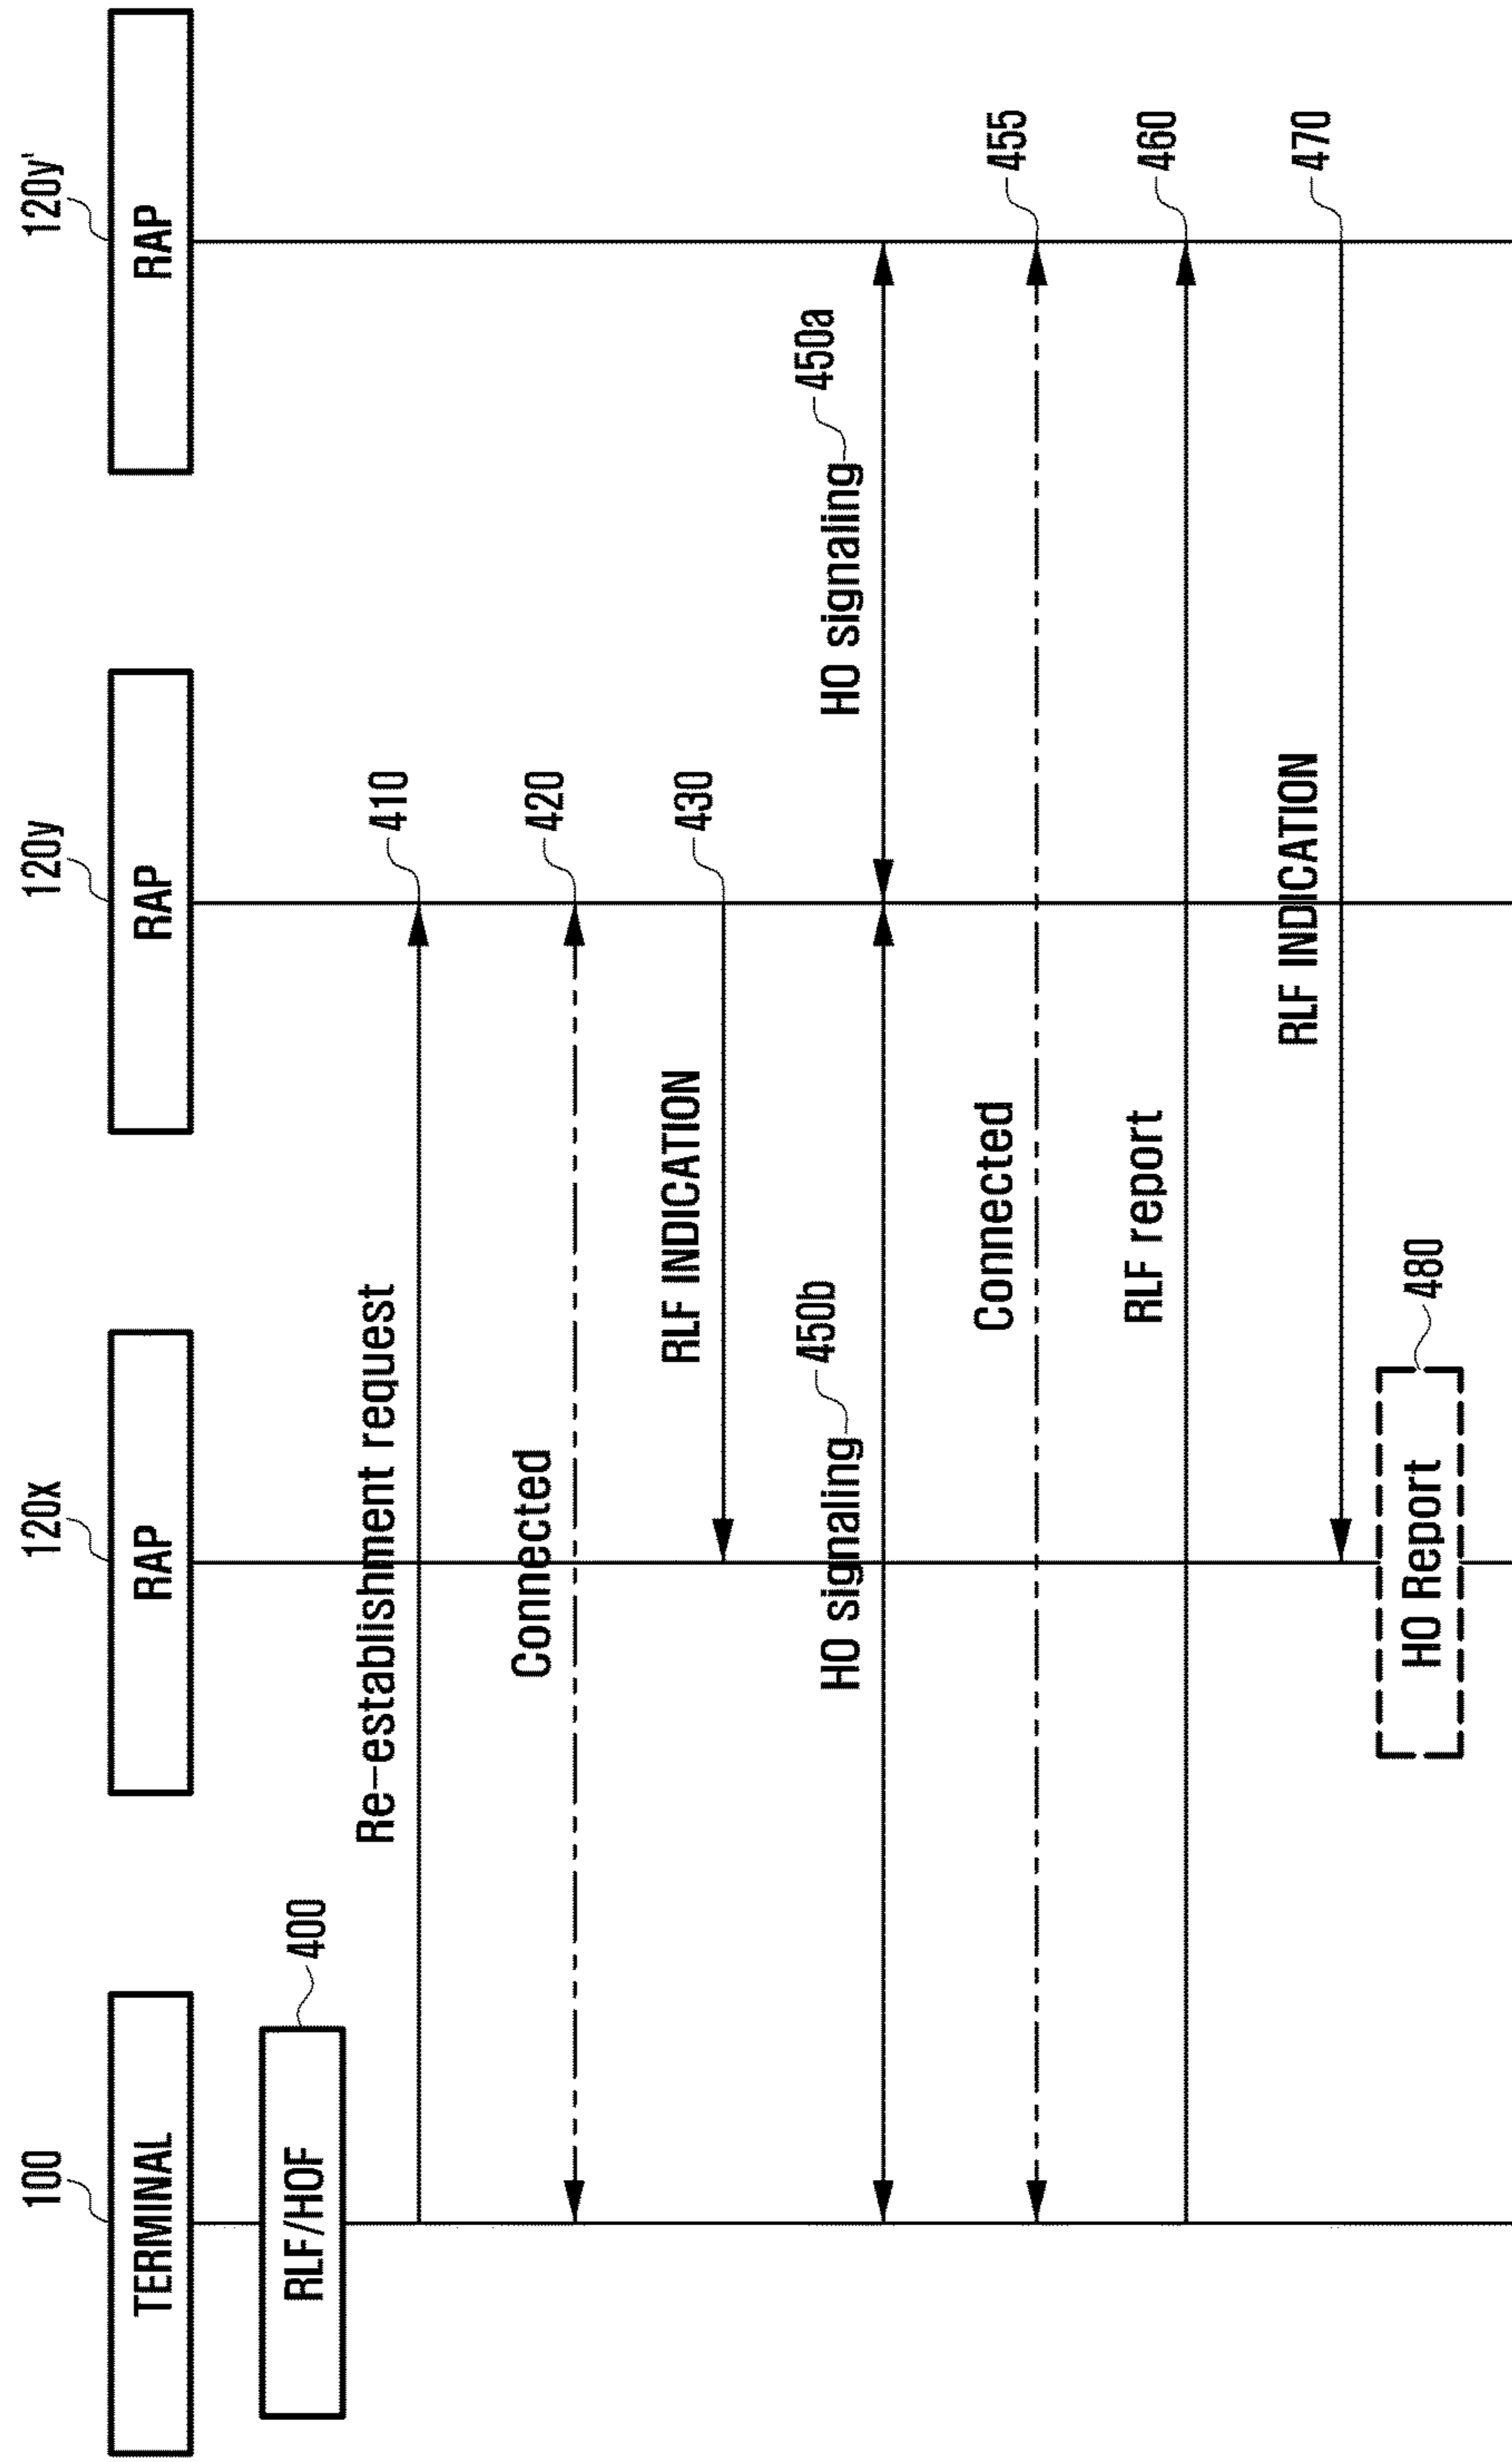 100
120x
120y
120y'
TERMINAL
RAP
RAP
RAP
RLF/HOF
400
Re-establishment request
410
Connected
420
RLF INDICATION
430
HO signaling
450b
HO signaling
450a
Connected
455
RLF report
460
RLF INDICATION
470
HO Report
480